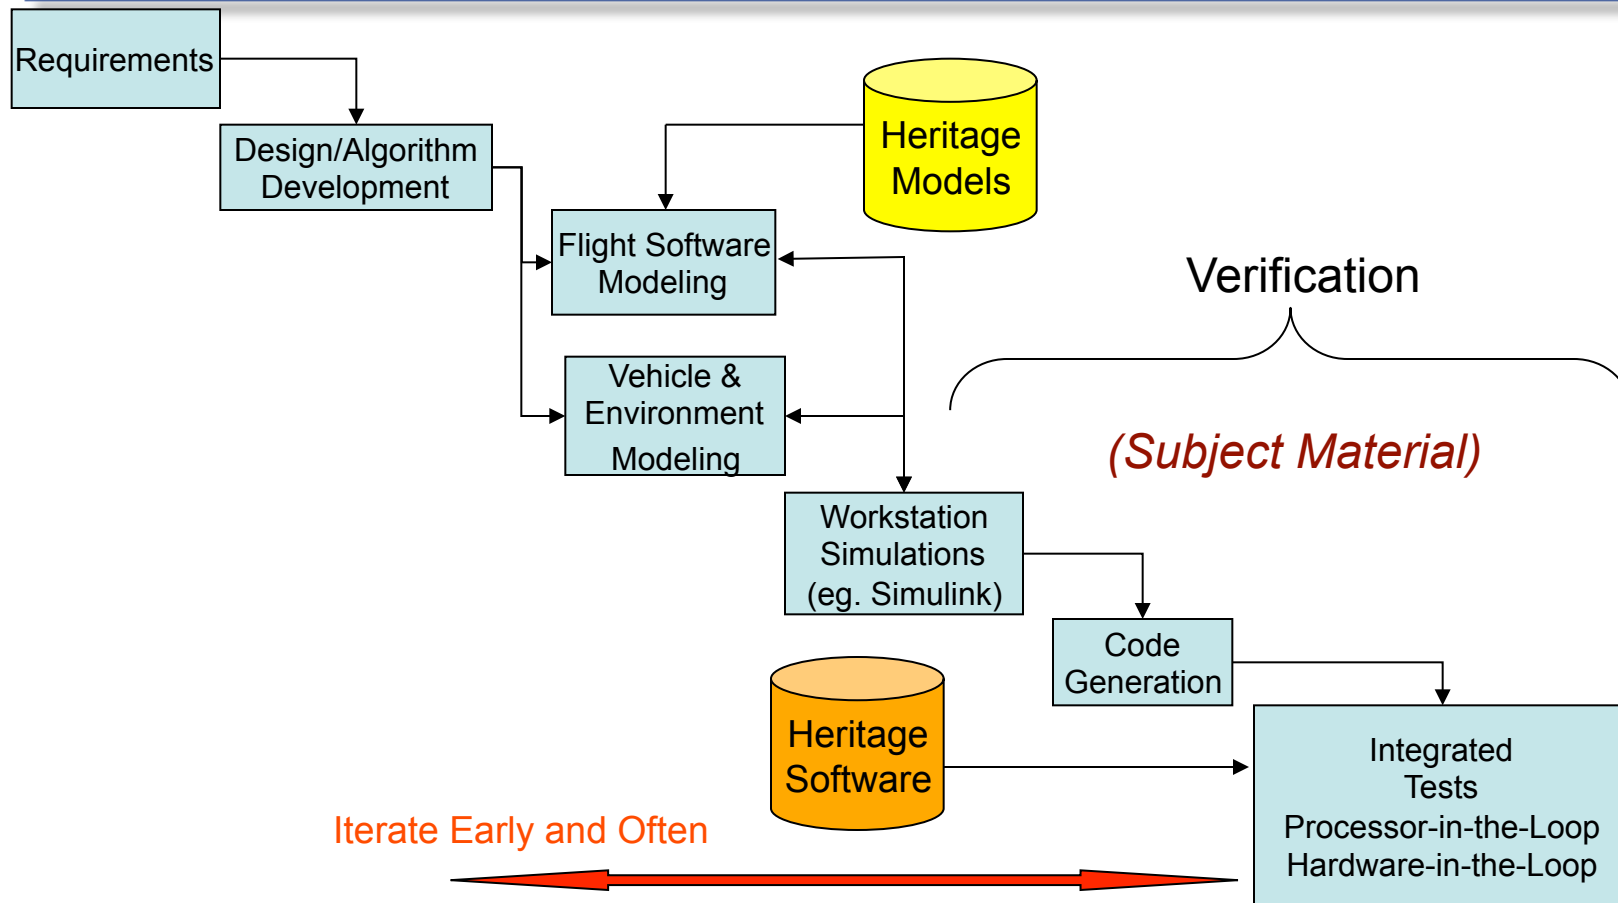 Requirements
Design/Algorithm
Development
Heritage
Models
Flight Software
Modeling
Verification
Vehicle &
Environment
Modeling
(Subject Material)
Workstation
Simulations
(eg. Simulink)
Code
Generation
Heritage
Software
Integrated
Tests
Processor-in-the-Loop
Hardware-in-the-Loop
Iterate Early and Often